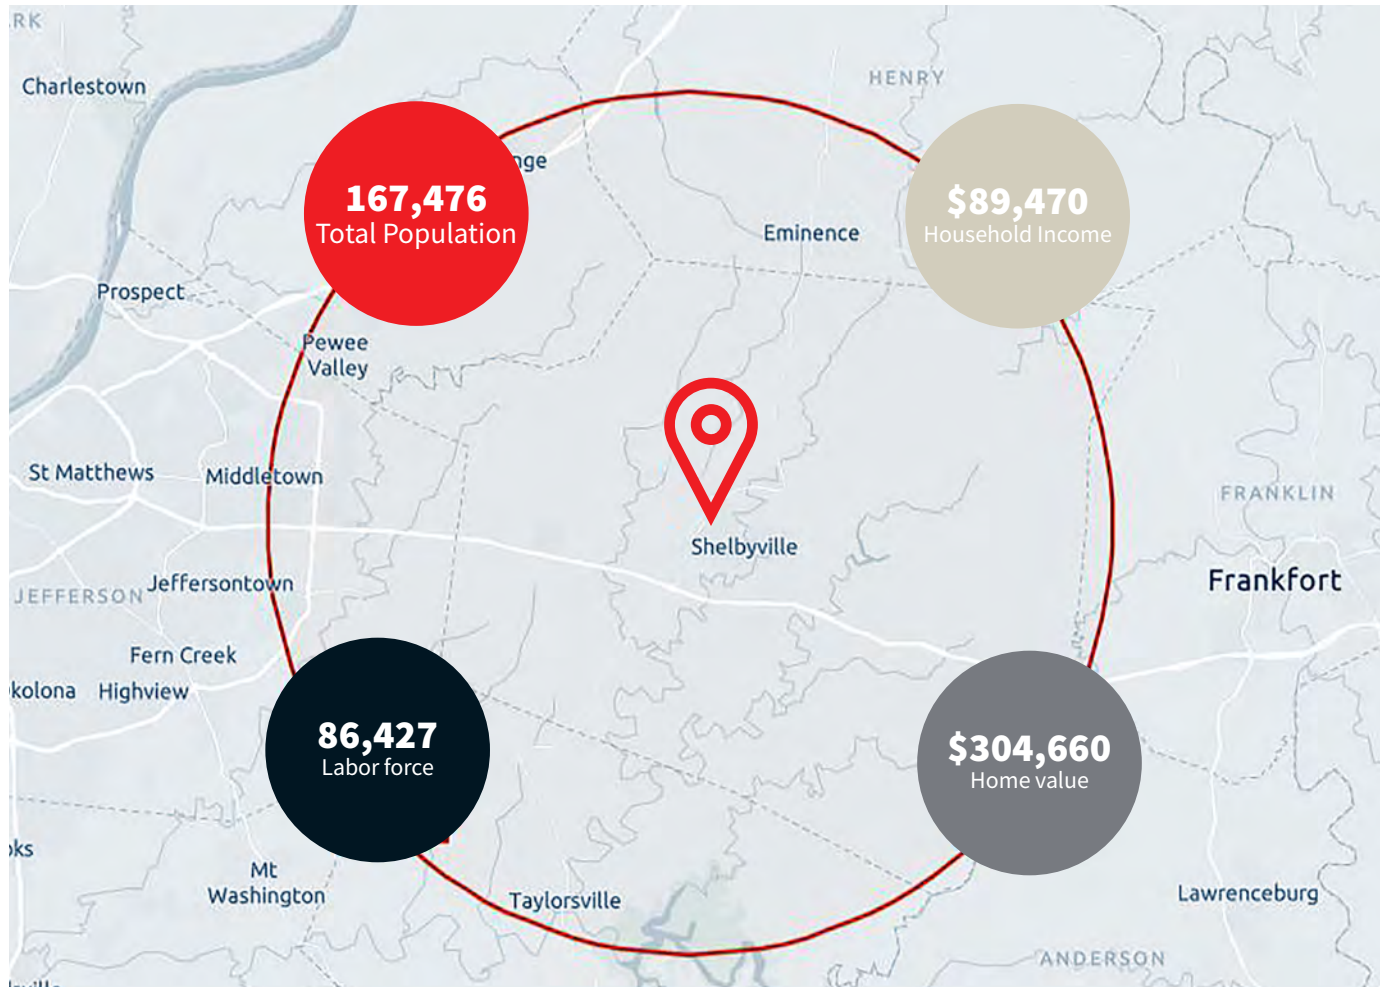 RK
Charlestown
HENRY
nge
167,476
Total Population
$89,470
Household Income
Eminence
Prospect
Pewee
Valley
St Matthews
Middletown
FRANKLIN
Shelbyville
Jeffersontown
JEFFERSON
Frankfort
Fern Creek
kolona
Highview
86,427
Labor force
$304,660
Home value
ks
Mt
Washington
Taylorsville
Lawrenceburg
ANDERSON